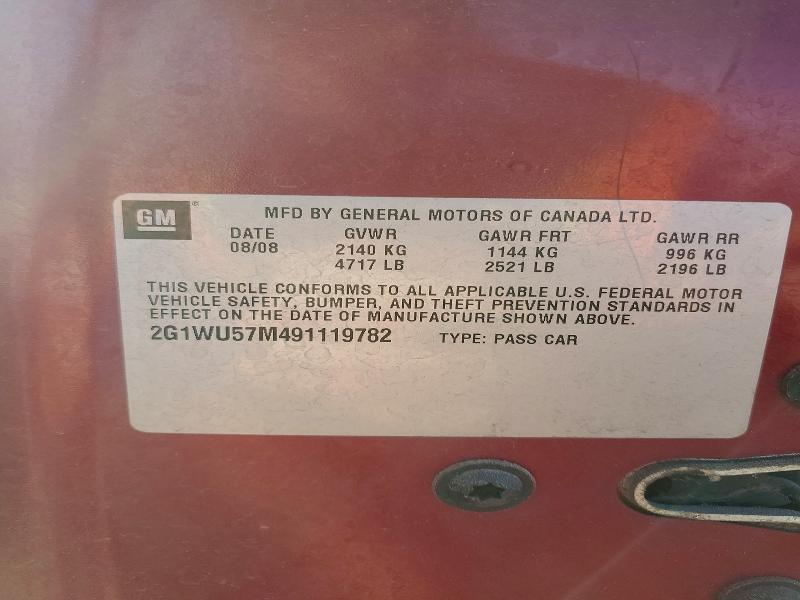 GM® MFD BY GENERAL MOTORS OF CANADA LTD.
DATE GVWR GAWR FRT GAWR RR
08/08 2140 KG 1144 KG 996 KG
4717 LB 2521 LB 2196 LB
THIS VEHICLE CONFORMS TO ALL APPLICABLE U.S. FEDERAL MOTOR
VEHICLE SAFETY, BUMPER, AND THEFT PREVENTION STANDARDS IN
EFFECT ON THE DATE OF MANUFACTURE SHOWN ABOVE.
2G1WU57M491119782 TYPE: PASS CAR